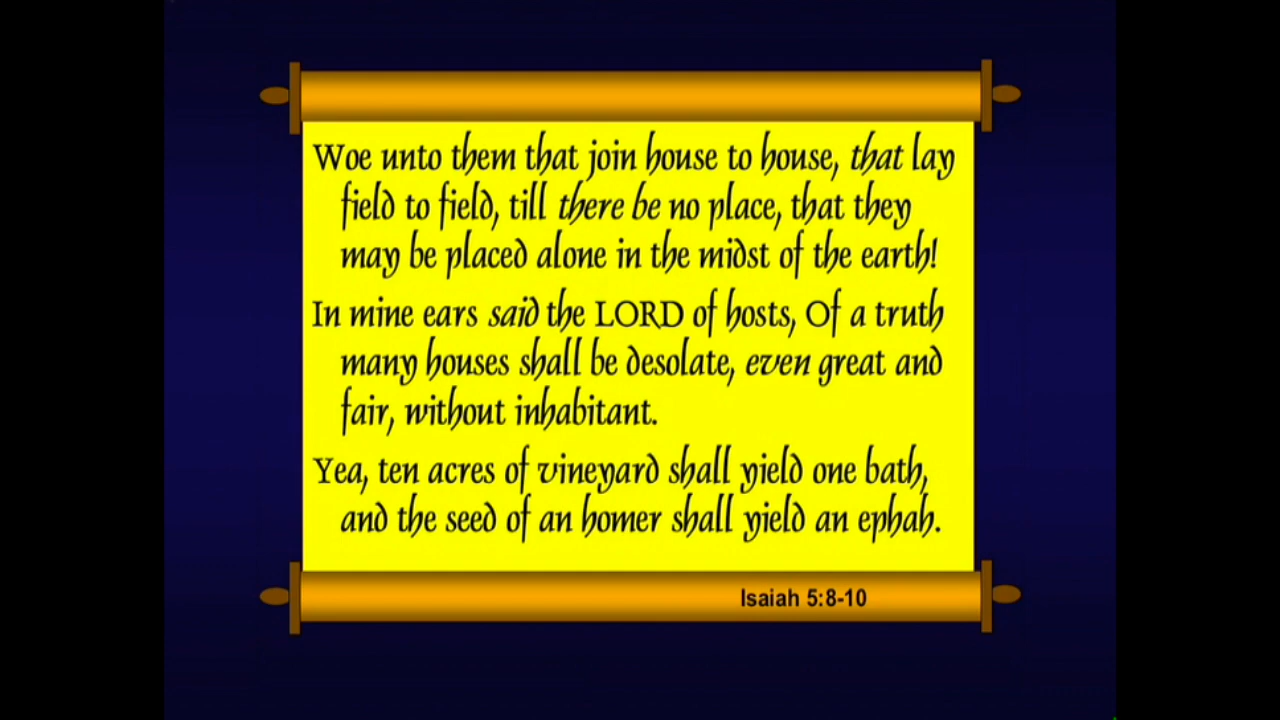 Woe unto them that join house to house, that lay
field to field, till there be no place, that they
may be placed alone in the midst of the earth!
In mine ears said the LORD of hosts, Of a truth
many houses shall be desolate, even great and
fair, without inhabitant.
Yea, ten acres of vineyard shall yield one bath,
and the seed of an homer shall yield an ephah.
Isaiah 5:8-10